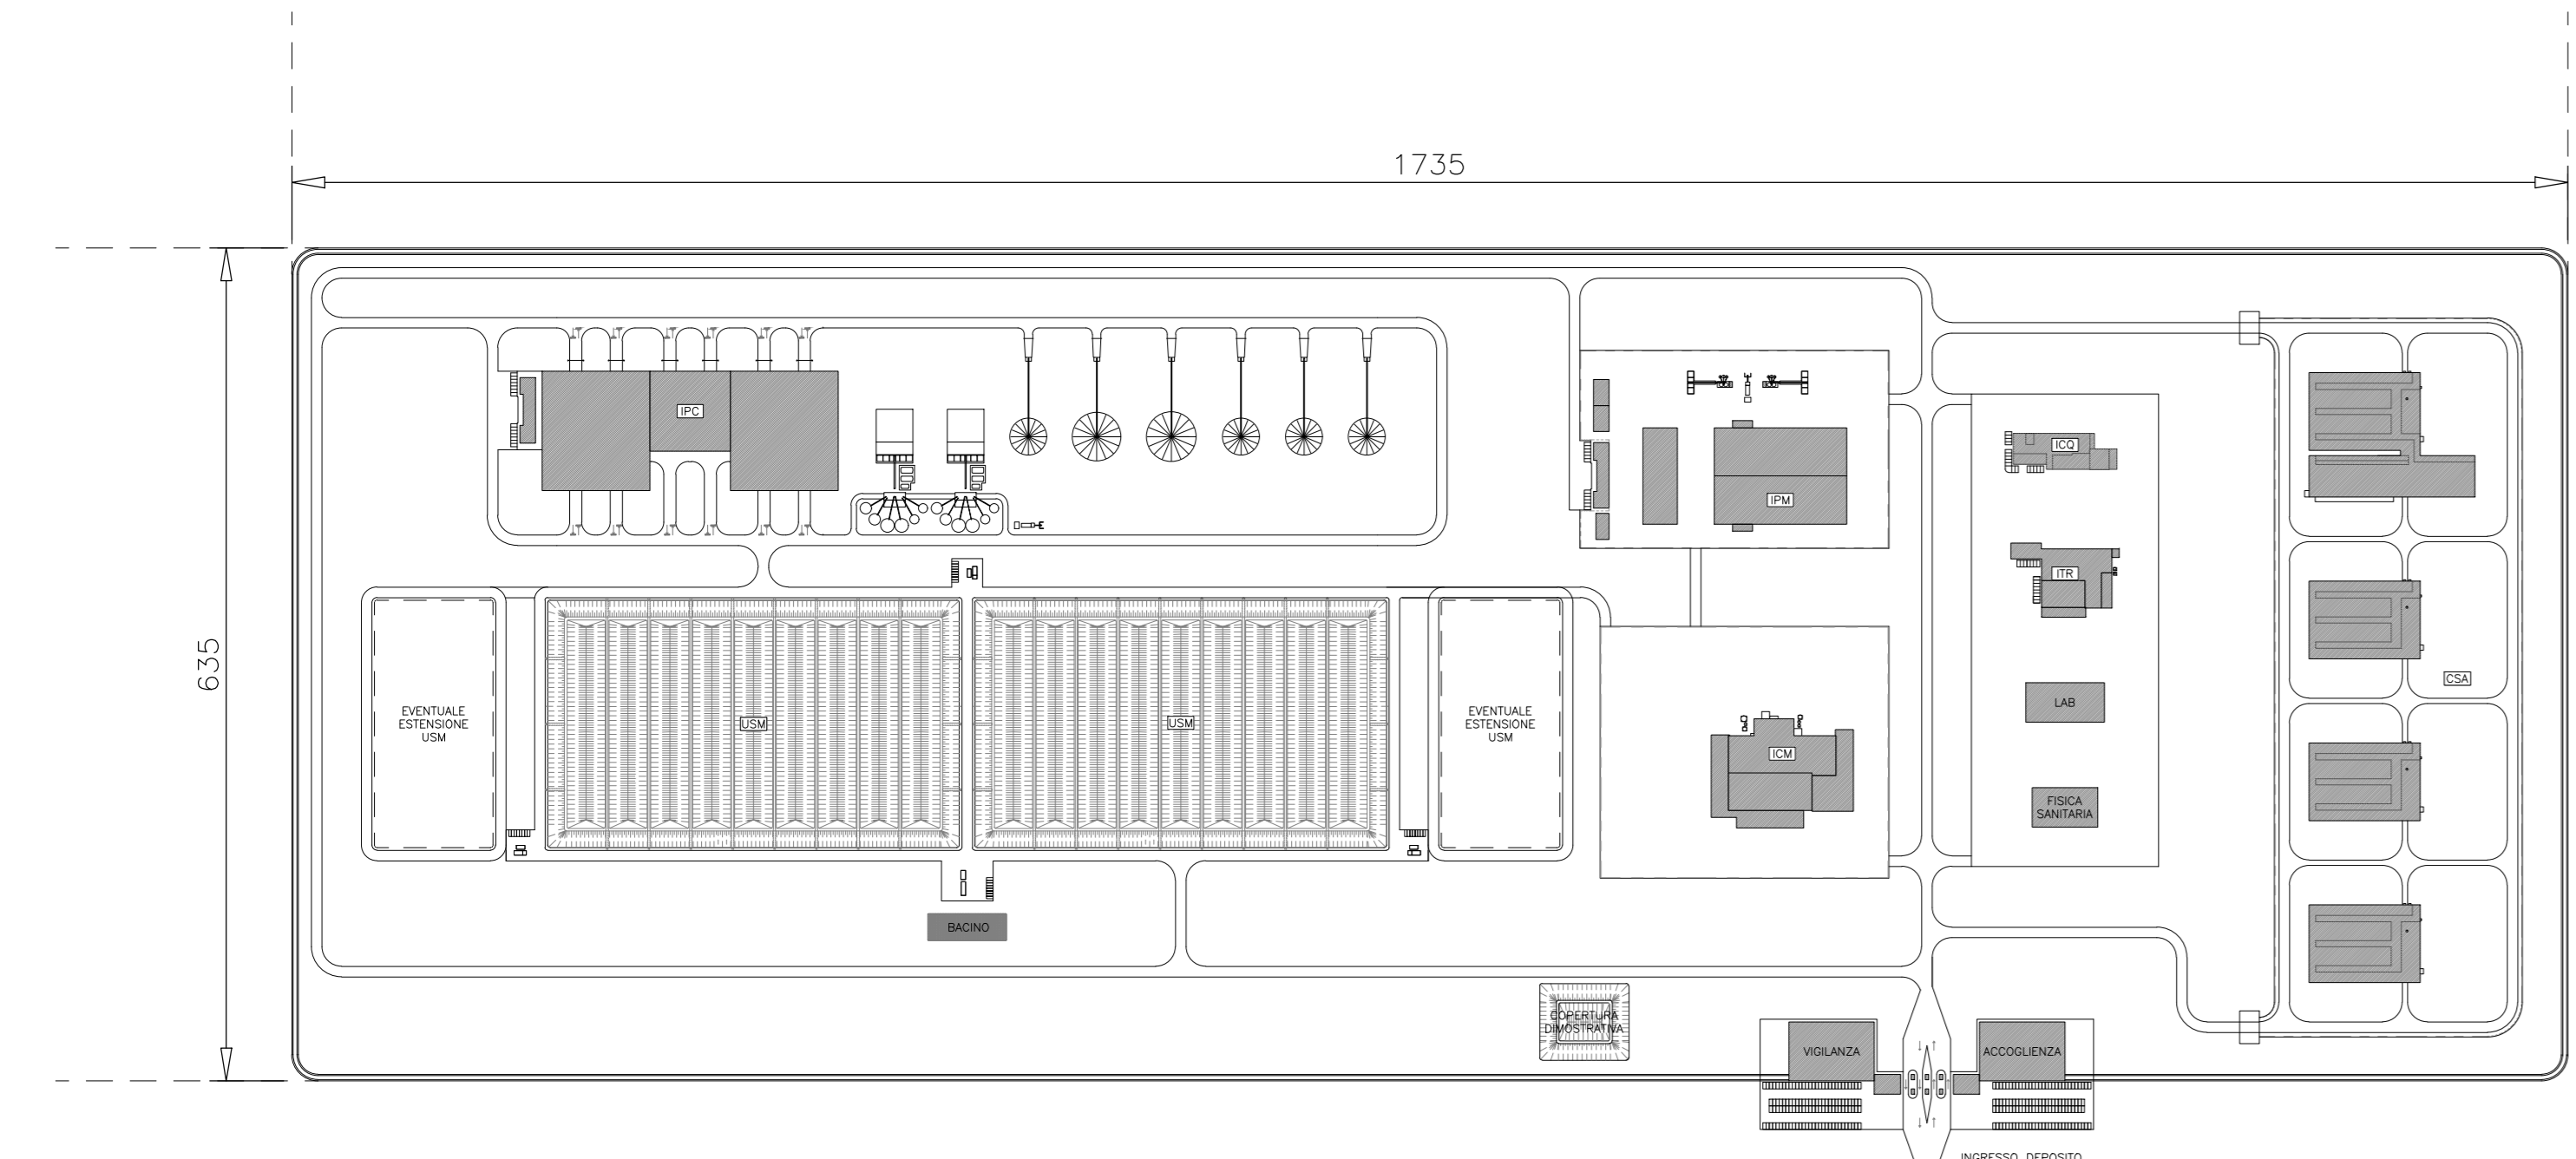 1735
635
IPC
IPM
ICQ
ITR
CSA
LAB
EVENTUALE
ESTENSIONE
USM
USM
USM
EVENTUALE
ESTENSIONE
USM
ICM
FISICA
SANITARIA
BACINO
COPERTURA
DIMOSTRATIVA
VIGILANZA
ACCOGLIENZA
INGRESSO DEPOSITO